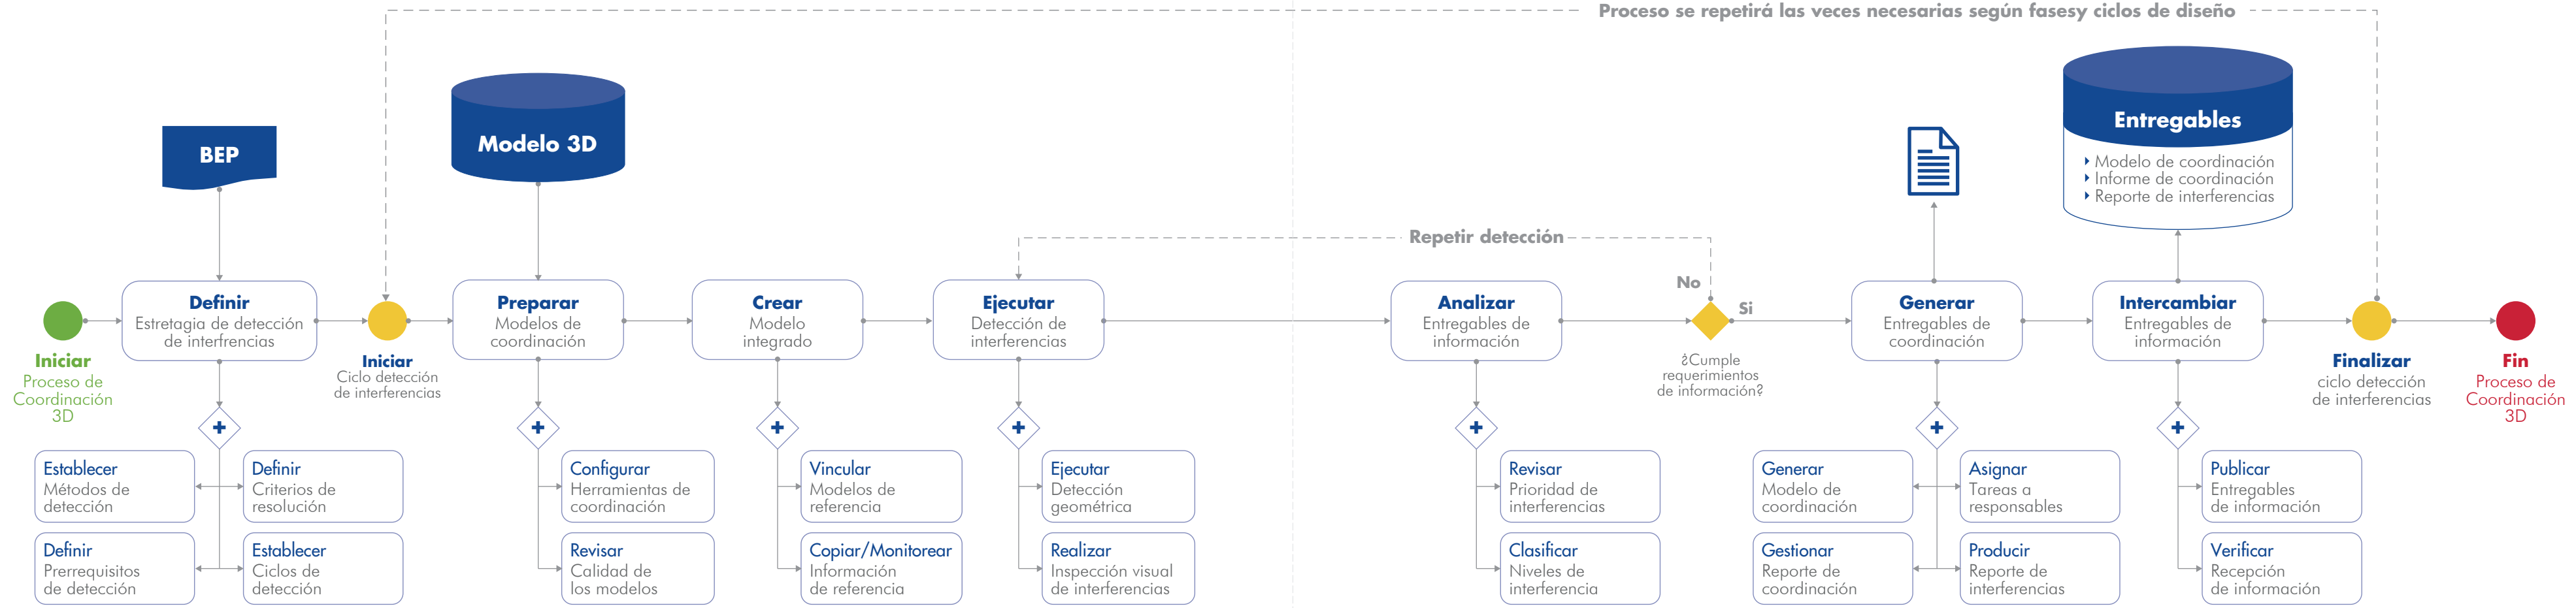 Proceso se repetirá las veces necesarias según fasesy ciclos de diseño
BEP
Modelo 3D
Entregables
Modelo de coordinación
Informe de coordinación
Reporte de interferencias
Repetir detección
Iniciar
Proceso de
Coordinación
3D
Definir
Estretagia de detección
de interfrencias
Iniciar
Ciclo detección
de interferencias
Preparar
Modelos de
coordinación
Crear
Modelo
integrado
Ejecutar
Detección de
interferencias
Analizar
Entregables de
información
No
Si
¿Cumple
requerimientos
de información?
Generar
Entregables de
coordinación
Intercambiar
Entregables de
información
Finalizar
ciclo detección
de interferencias
Fin
Proceso de
Coordinación
3D
Establecer
Métodos de
detección
Definir
Criterios de
resolución
Definir
Prerrequisitos
de detección
Establecer
Ciclos de
detección
Configurar
Herramientas de
coordinación
Revisar
Calidad de
los modelos
Vincular
Modelos de
referencia
Copiar/Monitorear
Información
de referencia
Ejecutar
Detección
geométrica
Realizar
Inspección visual
de interferencias
Revisar
Prioridad de
interferencias
Clasificar
Niveles de
interferencia
Generar
Modelo de
coordinación
Asignar
Tareas a
responsables
Gestionar
Reporte de
coordinación
Producir
Reporte de
interferencias
Publicar
Entregables
de información
Verificar
Recepción
de información